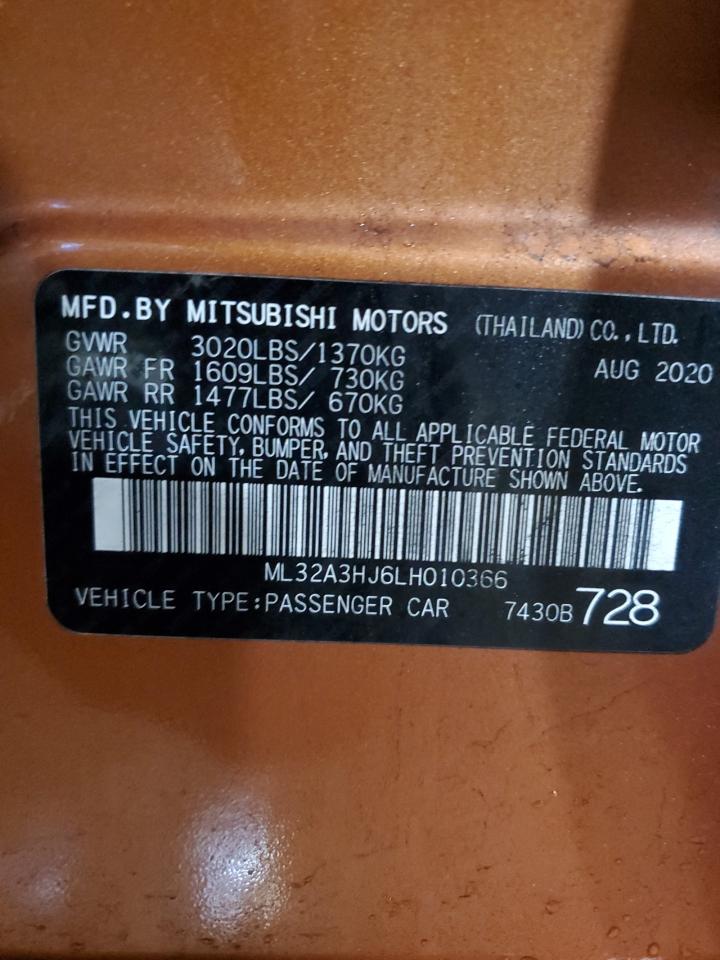 MFD.BY MITSUBISHI MOTORS (THAILAND) CO.,LTD.
GVWR 3020LBS/1370KG AUG 2020
GAWR FR 1609LBS/ 730KG
GAWR RR 1477LBS/ 670KG
THIS VEHICLE CONFORMS TO ALL APPLICABLE FEDERAL MOTOR
VEHICLE SAFETY, BUMPER, AND THEFT PREVENTION STANDARDS
IN EFFECT ON THE DATE OF MANUFACTURE SHOWN ABOVE.
ML32A3HJ6LH010366
VEHICLE TYPE:PASSENGER CAR 7430B 728